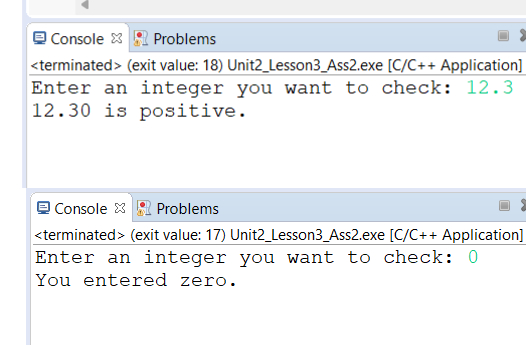 Console Problems
<terminated> (exit value: 18) Unit2_Lesson3_Ass2.exe [C/C++ Application]
Enter an integer you want to check: 12.3
12.30 is positive.
Console Problems
<terminated> (exit value: 17) Unit2_Lesson3_Ass2.exe [C/C++ Application]
Enter an integer you want to check: 0
You entered zero.